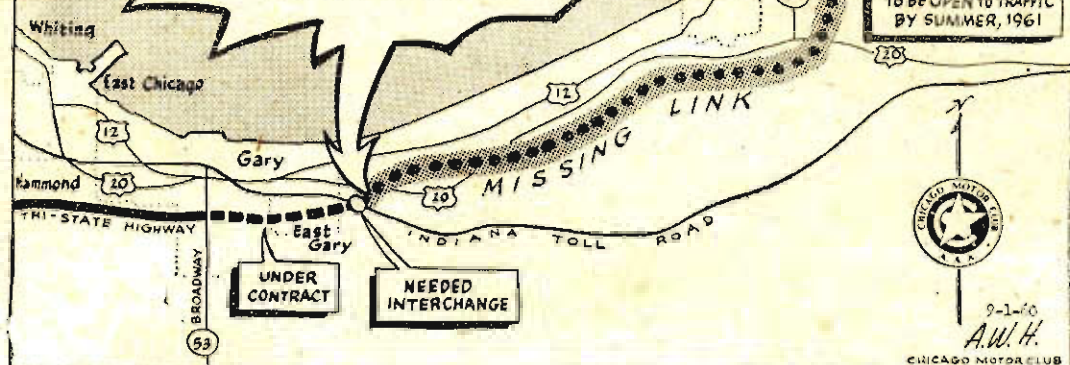 TO BE OPEN TO TRAFFIC
BY SUMMER, 1961
Whiting
East Chicago
20
12
12
LINK
MISSING
Gary
Hammond
20
20
TRI-STATE HIGHWAY
East
Gary
INDIANA TOLL ROAD
N
CHICAGO MOTOR CLUB
A.A.A.
UNDER
CONTRACT
NEEDED
INTERCHANGE
BROADWAY
53
9-1-60
A.W.H.
CHICAGO MOTOR CLUB